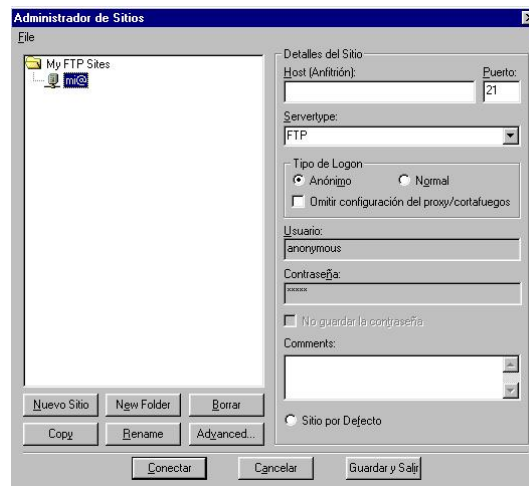 Administrador de Sitios
File
My FTP Sites
mi@
Detalles del Sitio
Host (Anfitrión):
Puerto:
21
Servertype:
FTP
Tipo de Logon
Anónimo
Normal
Omitir configuración del proxy/cortafuegos
Usuario:
anonymous
Contraseña:
*****
No guardar la contraseña
Comments:
Sitio por Defecto
Nuevo Sitio
New Folder
Borrar
Copy
Rename
Advanced...
Conectar
Cancelar
Guardar y Salir